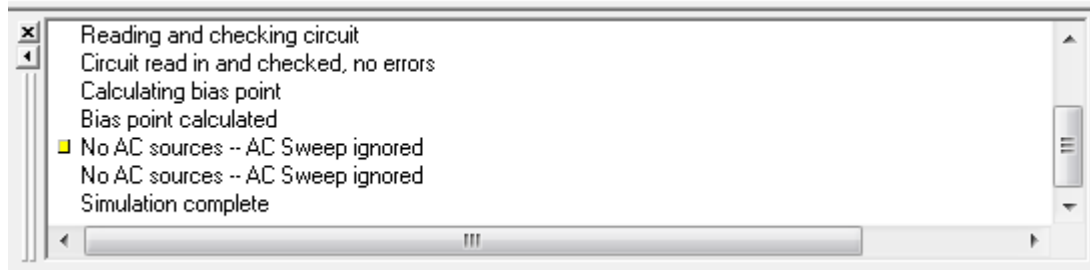 Reading and checking circuit
Circuit read in and checked, no errors
Calculating bias point
Bias point calculated
No AC sources -- AC Sweep ignored
No AC sources -- AC Sweep ignored
Simulation complete